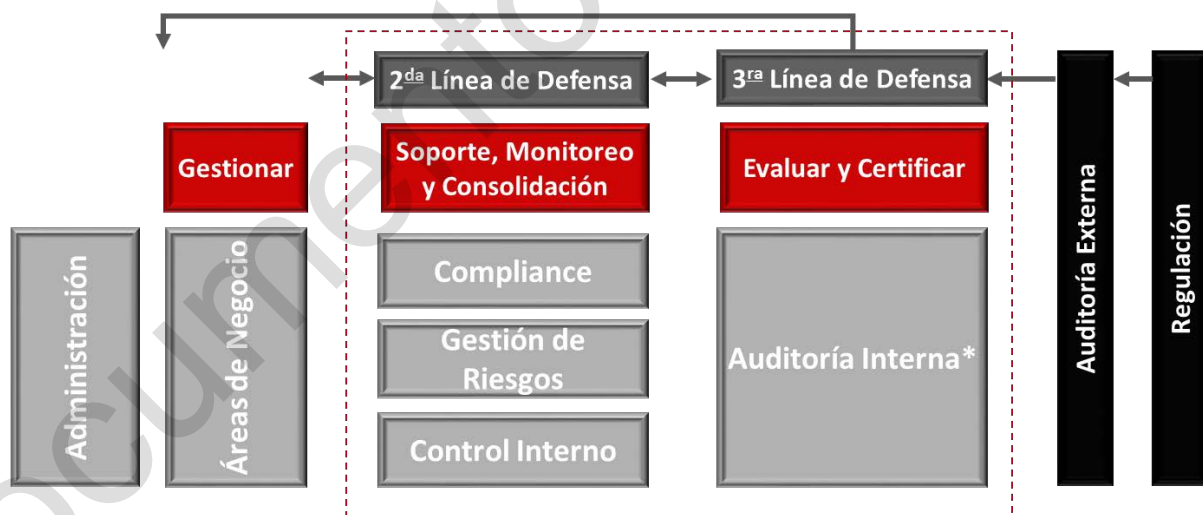 2da Línea de Defensa
3ra Línea de Defensa
Gestionar
Soporte, Monitoreo
y Consolidación
Evaluar y Certificar
Administración
Áreas de Negocio
Compliance
Gestión de
Riesgos
Control Interno
Auditoría Interna*
Auditoría Externa
Regulación
ocumento